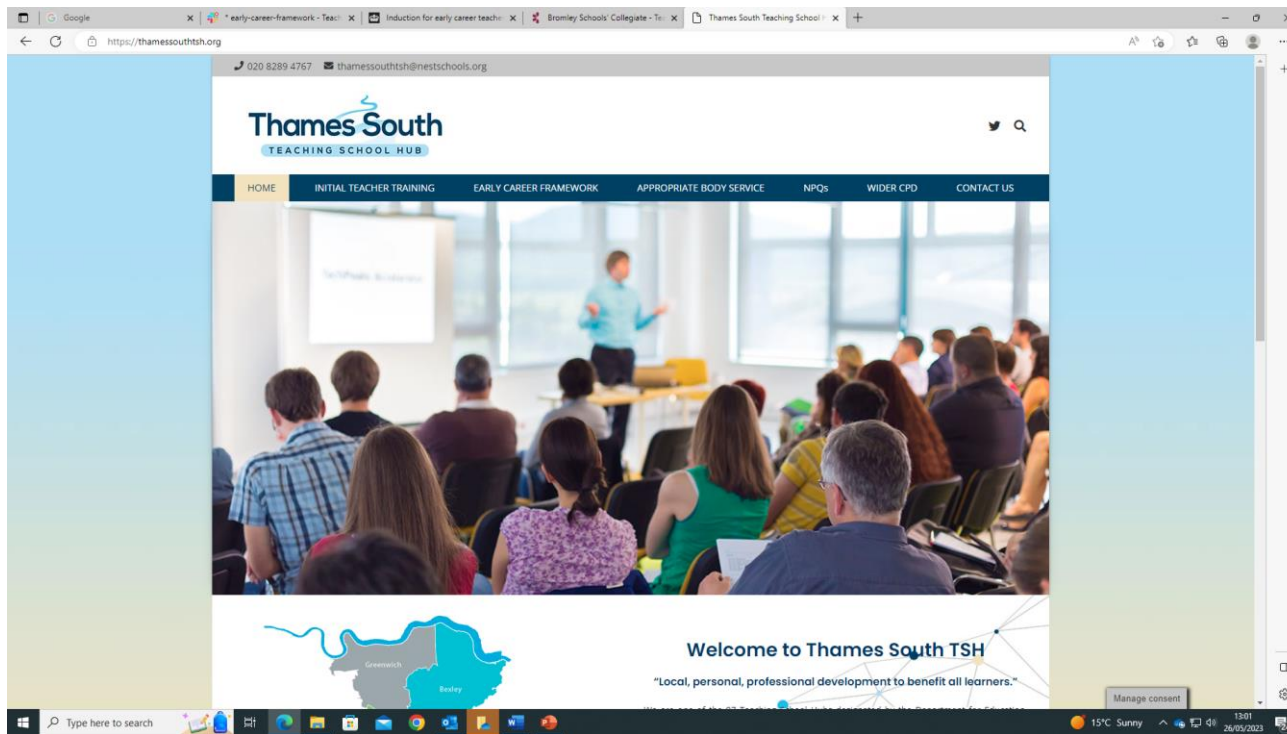 Google
* early-career-framework - Teach
Induction for early career teache
Bromley Schools' Collegiate - Te
Thames South Teaching School H
https://thamessouthtsh.org
020 8289 4767 thamessouthtsh@nestschools.org
Thames South
TEACHING SCHOOL HUB
HOME INITIAL TEACHER TRAINING EARLY CAREER FRAMEWORK APPROPRIATE BODY SERVICE NPQs WIDER CPD CONTACT US
Greenwich
Bexley
Welcome to Thames South TSH
"Local, personal, professional development to benefit all learners."
Manage consent
Type here to search
15°C Sunny
13:01
26/05/2023